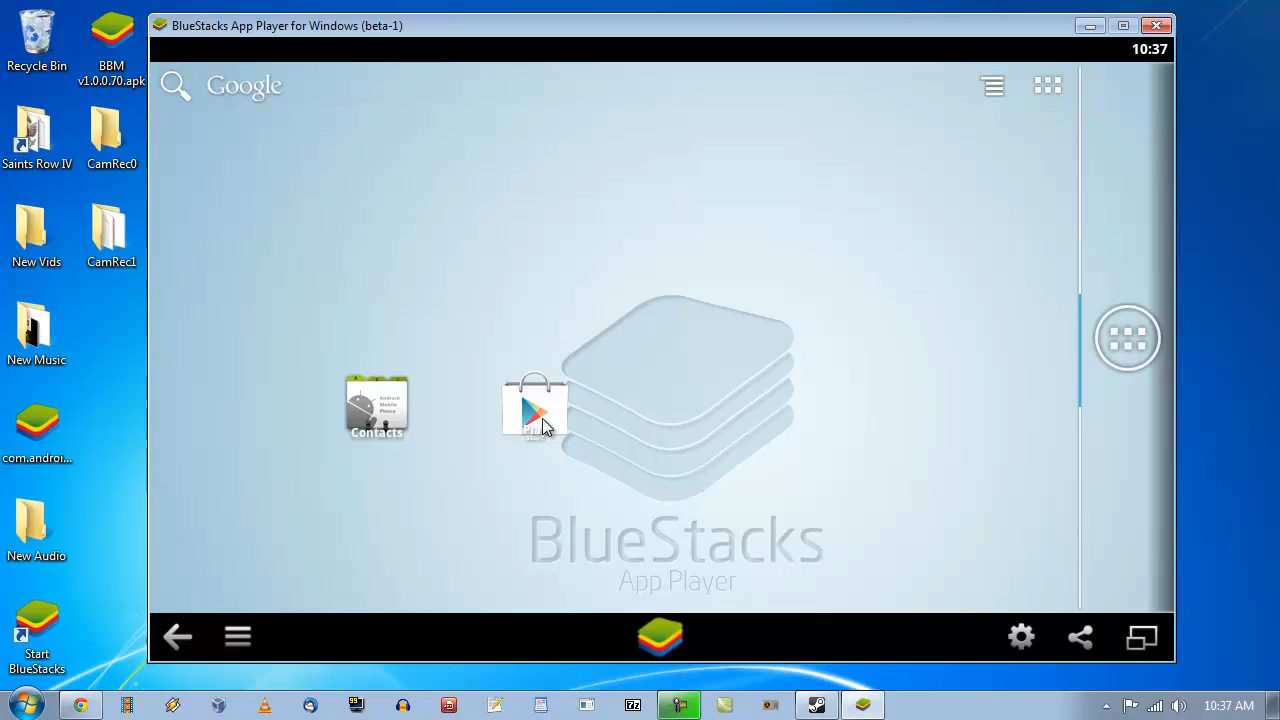 BlueStacks App Player for Windows (beta-1)
10:37
Google
Recycle Bin
BBM
v1.0.0.70.apk
Saints Row IV
CamRec0
New Vids
CamRec1
New Music
com.androi...
New Audio
Start
BlueStacks
Contacts
BlueStacks
App Player
99
7z
10:37 AM